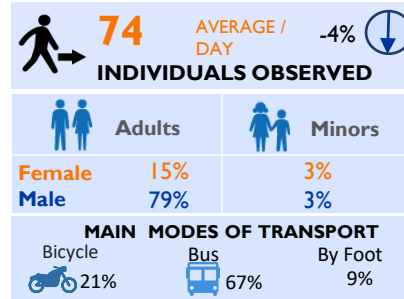 74 AVERAGE / DAY -4%
INDIVIDUALS OBSERVED
Adults Minors
Female 15% 3%
Male 79% 3%
MAIN MODES OF TRANSPORT
Bicycle Bus By Foot
21% 67% 9%